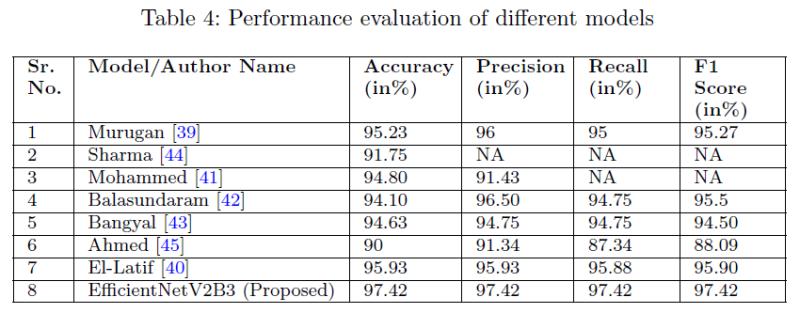 Table 4: Performance evaluation of different models
Sr. No. Model/Author Name Accuracy (in%) Precision (in%) Recall (in%) F1 Score (in%)
1 Murugan [39] 95.23 96 95 95.27
2 Sharma [44] 91.75 NA NA NA
3 Mohammed [41] 94.80 91.43 NA NA
4 Balasundaram [42] 94.10 96.50 94.75 95.5
5 Bangyal [43] 94.63 94.75 94.75 94.50
6 Ahmed [45] 90 91.34 87.34 88.09
7 El-Latif [40] 95.93 95.93 95.88 95.90
8 EfficientNetV2B3 (Proposed) 97.42 97.42 97.42 97.42